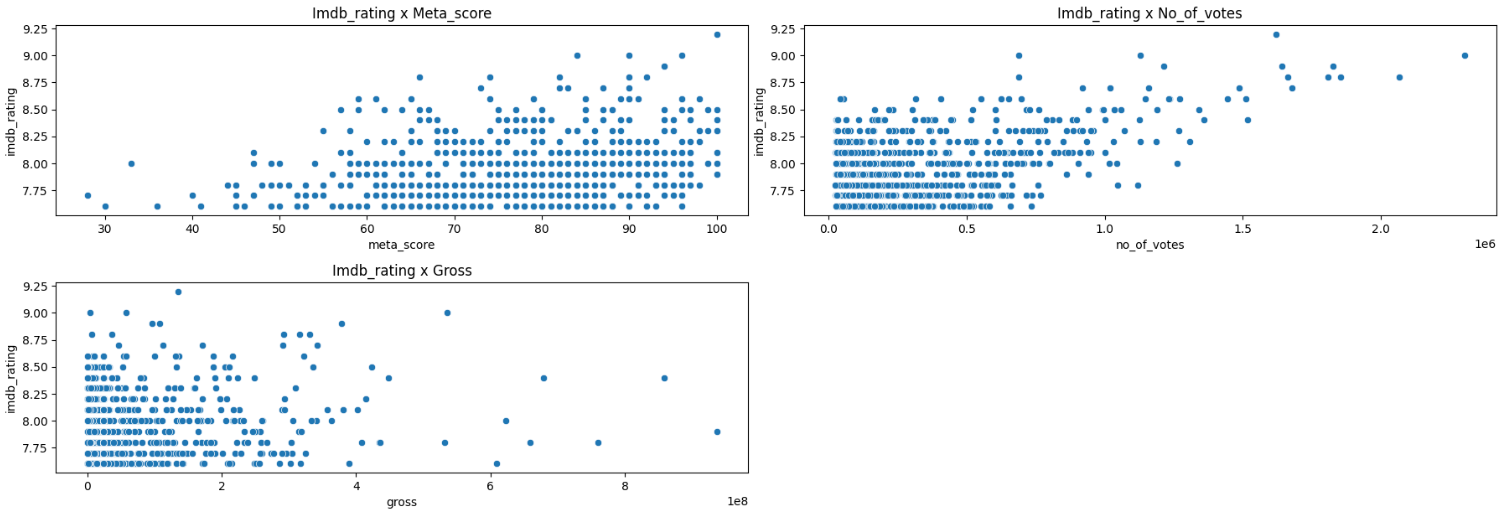 Imdb_rating x Meta_score
imdb_rating
9.25
9.00
8.75
8.50
8.25
8.00
7.75
30 40 50 60 70 80 90 100
meta_score
Imdb_rating x No_of_votes
imdb_rating
9.25
9.00
8.75
8.50
8.25
8.00
7.75
0.0 0.5 1.0 1.5 2.0
no_of_votes
1e6
Imdb_rating x Gross
imdb_rating
9.25
9.00
8.75
8.50
8.25
8.00
7.75
0 2 4 6 8
gross
1e8